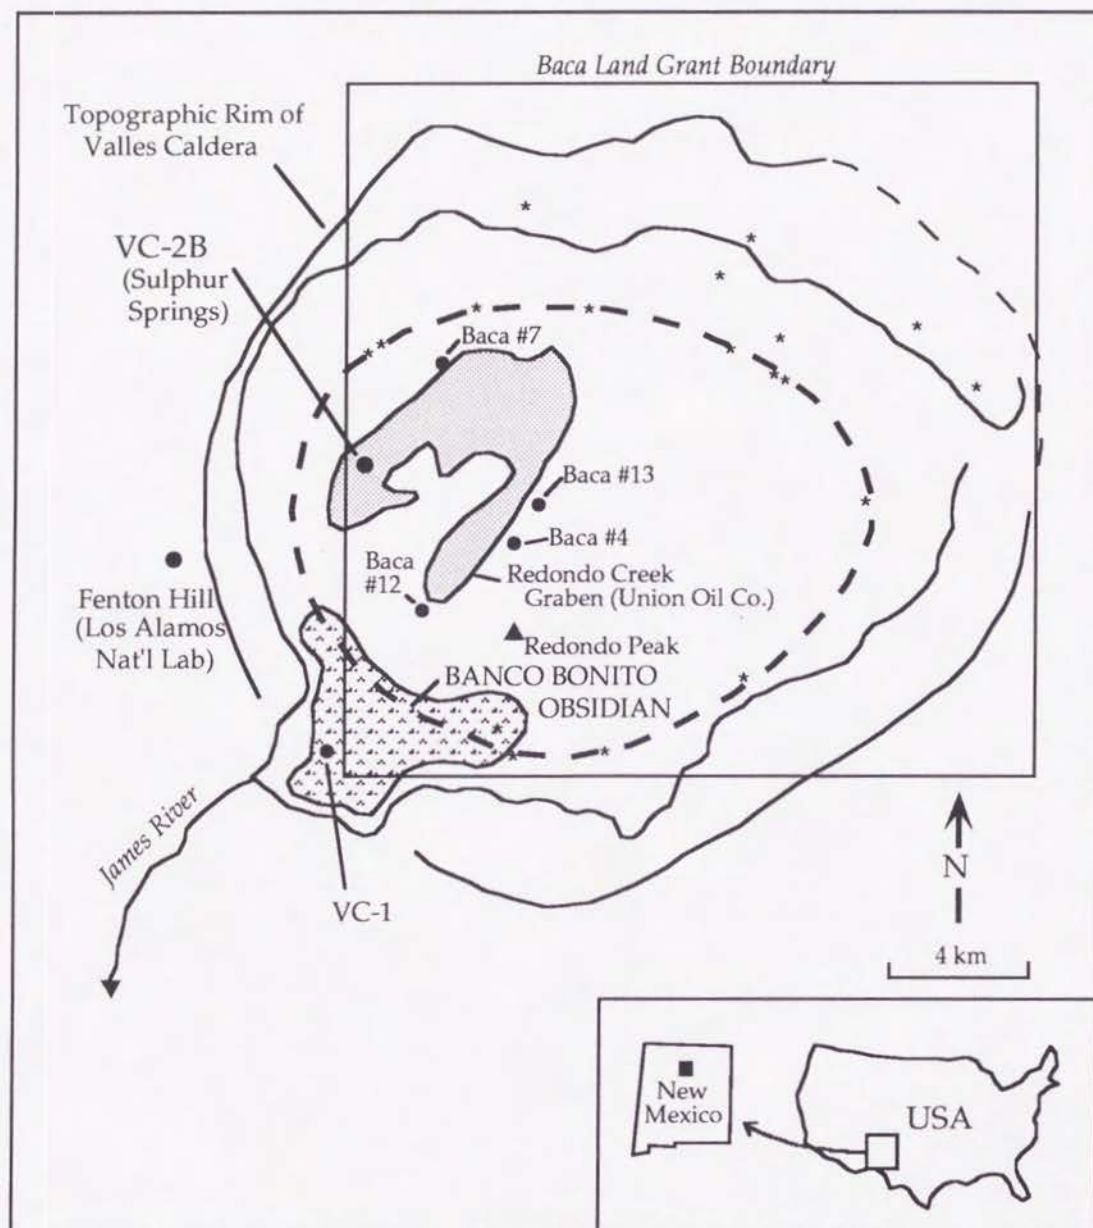 Baca Land Grant Boundary
Topographic Rim of
Valles Caldera
VC-2B
(Sulphur
Springs)
Baca #7
Baca #13
Baca #4
Baca
#12
Redondo Creek
Graben (Union Oil Co.)
Fenton Hill
(Los Alamos
Nat'l Lab)
Redondo Peak
BANCO BONITO
OBSIDIAN
James River
VC-1
N
4 km
New
Mexico
USA